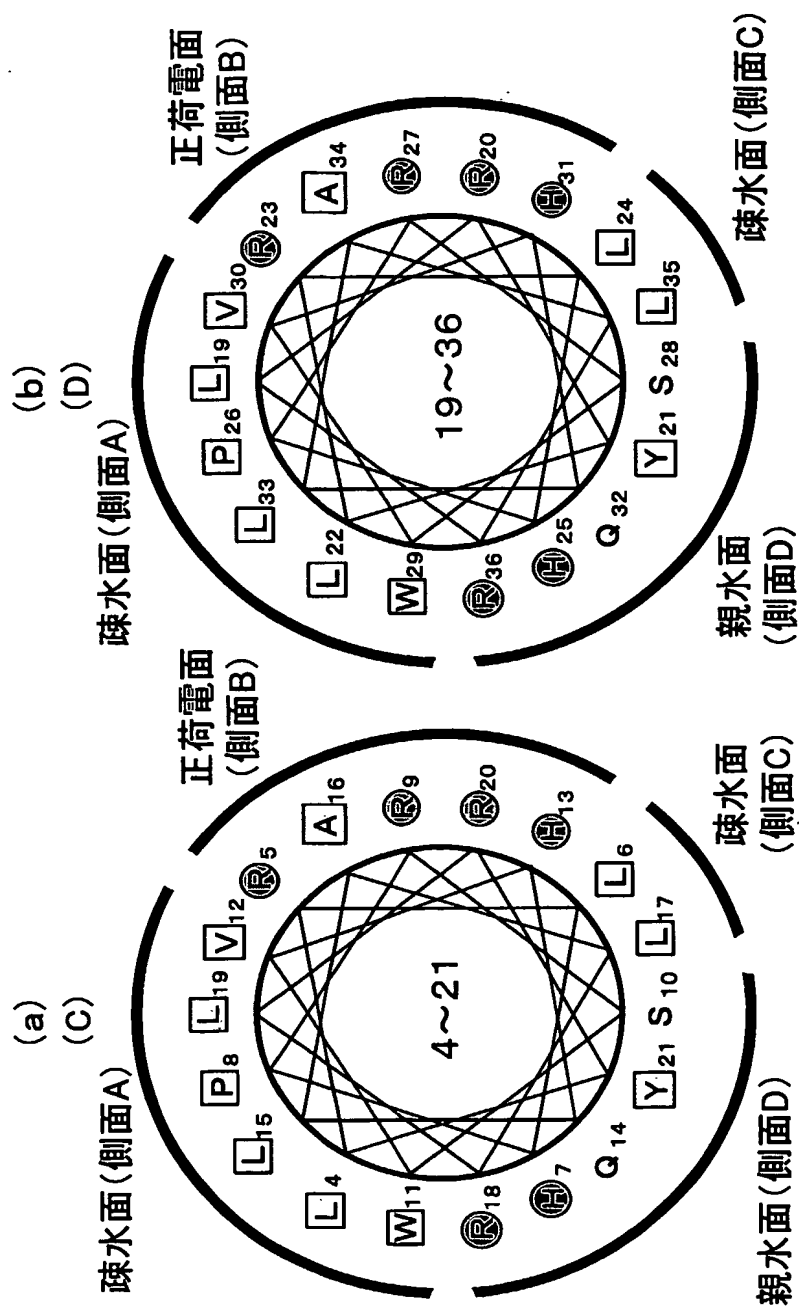 (a)
(C)
疎水面(側面A)
正荷電面
(側面B)
疎水面
(側面C)
親水面(側面D)
4～21
L19
V12
R5
A16
R9
R20
H13
L6
L17
S10
Y21
Q14
H7
R18
W11
L4
L15
P8
(b)
(D)
疎水面(側面A)
正荷電面
(側面B)
疎水面(側面C)
親水面
(側面D)
19～36
L19
V30
R23
A34
R27
R20
H31
L24
L35
S28
Y21
Q32
H25
R36
W29
L22
L33
P26